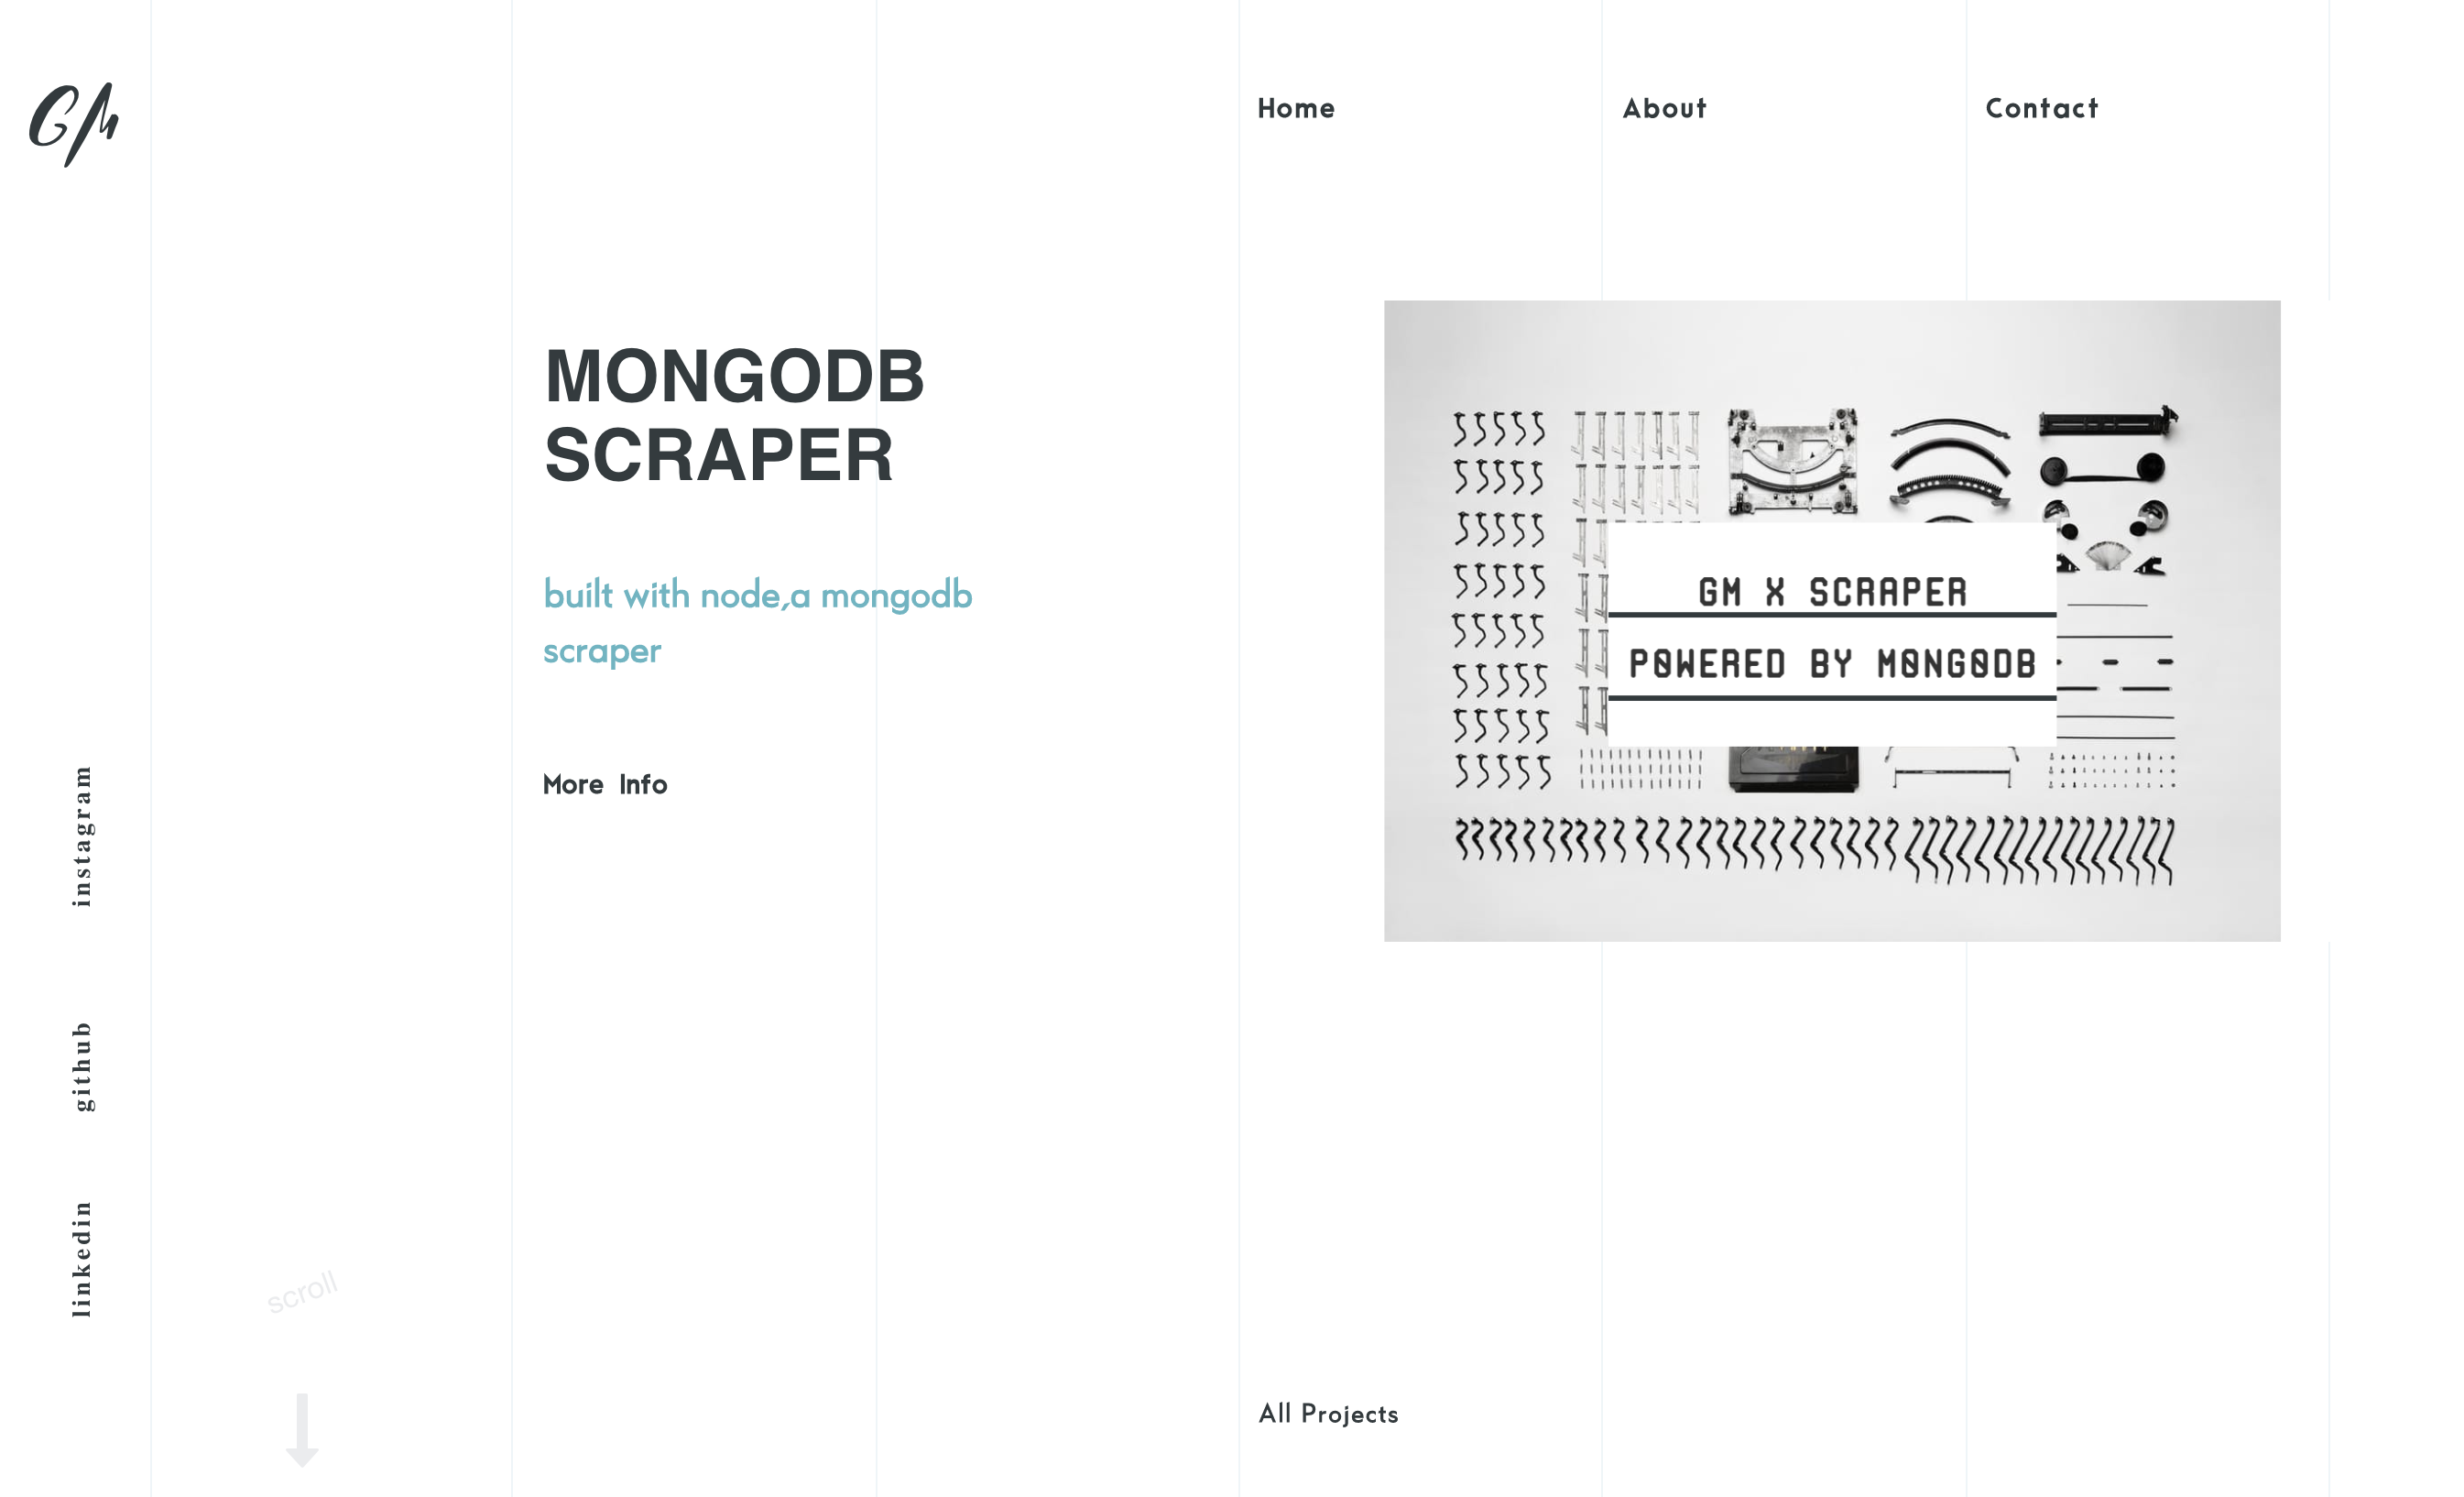 GM
Home
About
Contact
MONGODB
SCRAPER
built with node,a mongodb
scraper
More Info
GM X SCRAPER
POWERED BY MONGODB
instagram
github
linkedin
scroll
All Projects